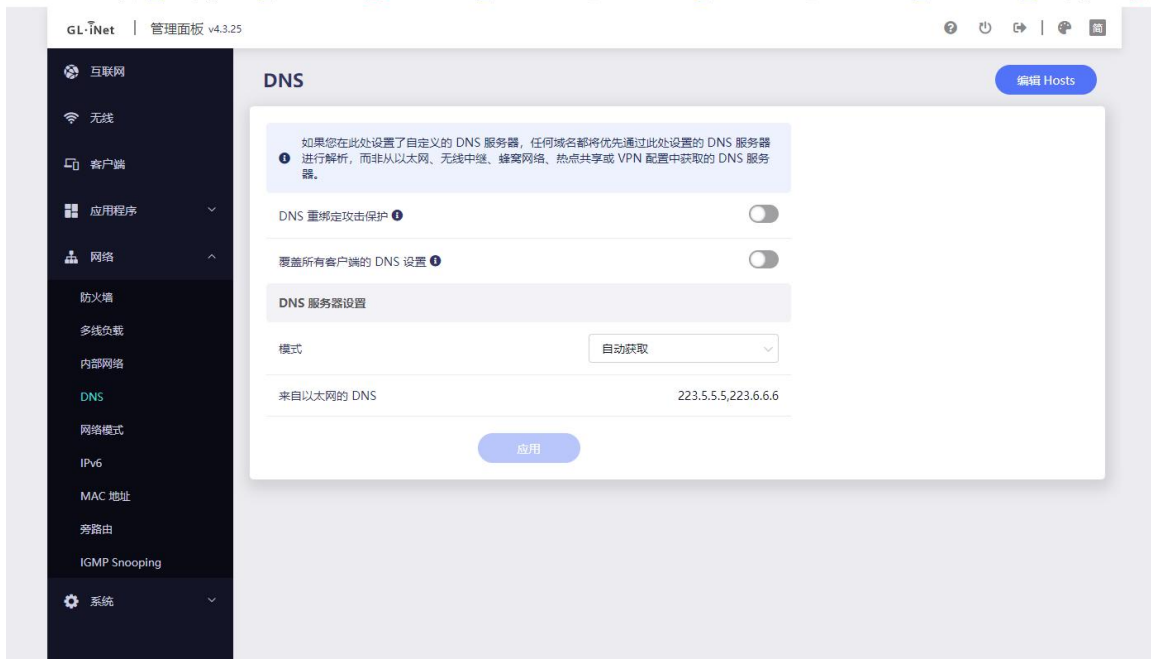 GL·iNet | 管理面板 v4.3.25
简
互联网
无线
客户端
应用程序
网络
防火墙
多线负载
内部网络
DNS
网络模式
IPv6
MAC 地址
旁路由
IGMP Snooping
系统
DNS
编辑 Hosts
如果您在此处设置了自定义的 DNS 服务器，任何域名都将优先通过此处设置的 DNS 服务器
进行解析，而非从以太网、无线中继、蜂窝网络、热点共享或 VPN 配置中获取的 DNS 服务
器。
DNS 重绑定攻击保护
覆盖所有客户端的 DNS 设置
DNS 服务器设置
模式
自动获取
来自以太网的 DNS
223.5.5.5,223.6.6.6
应用